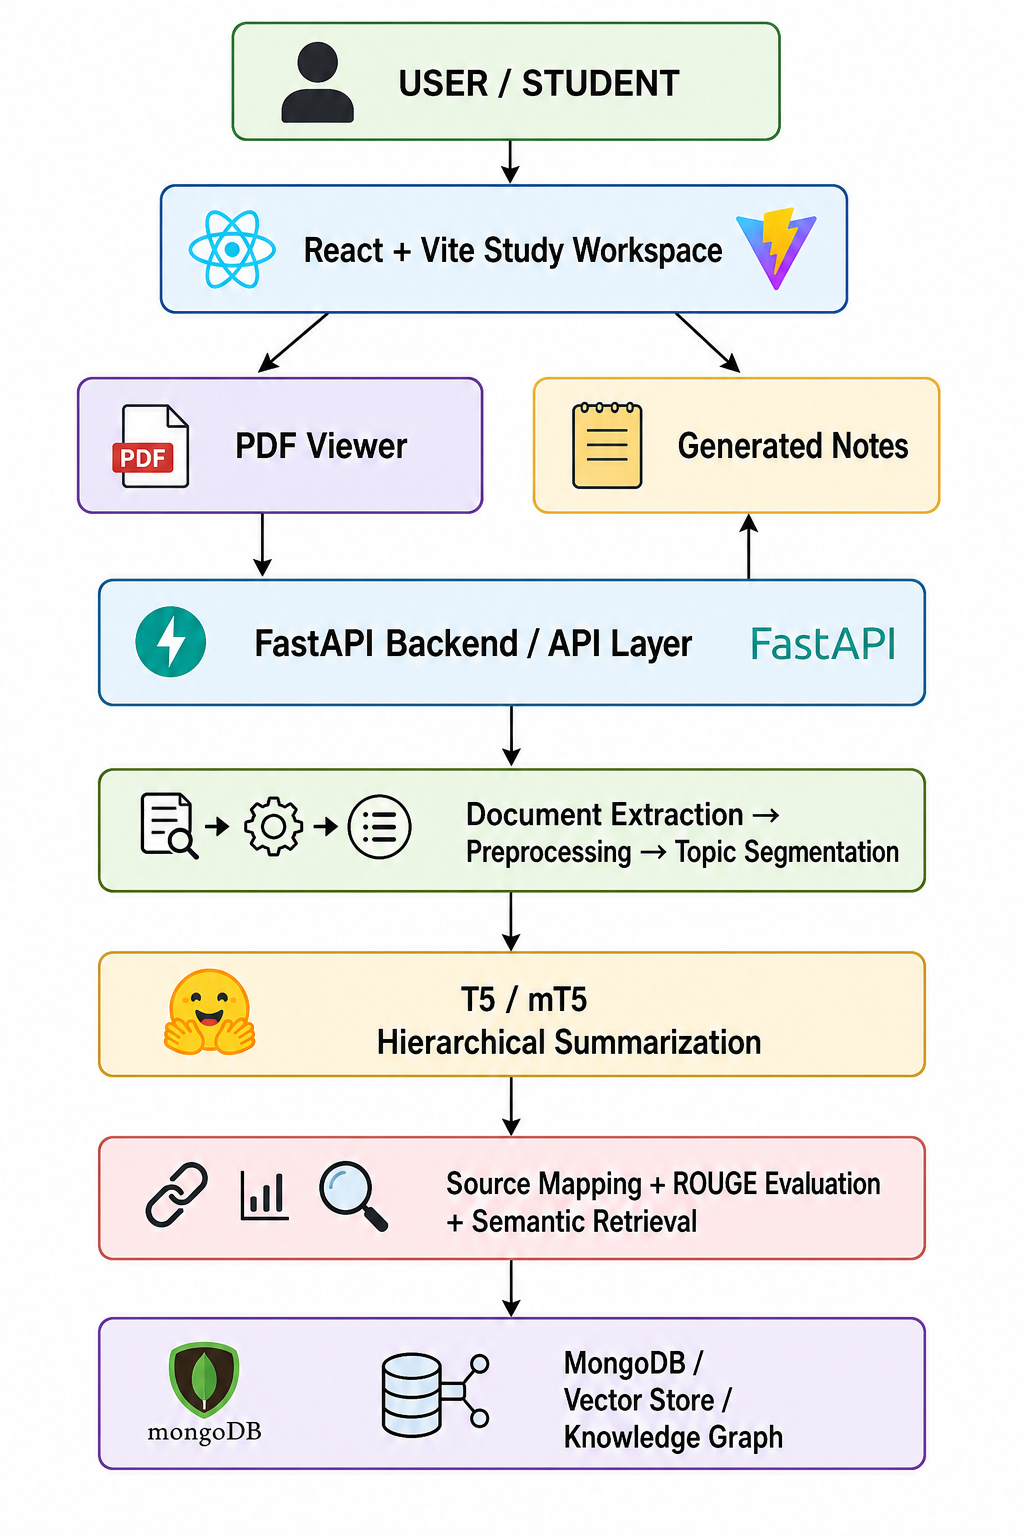 USER / STUDENT
React + Vite Study Workspace
PDF
PDF Viewer
Generated Notes
FastAPI Backend / API Layer
FastAPI
Document Extraction →
Preprocessing → Topic Segmentation
T5 / mT5
Hierarchical Summarization
Source Mapping + ROUGE Evaluation
+ Semantic Retrieval
mongoDB
MongoDB /
Vector Store /
Knowledge Graph